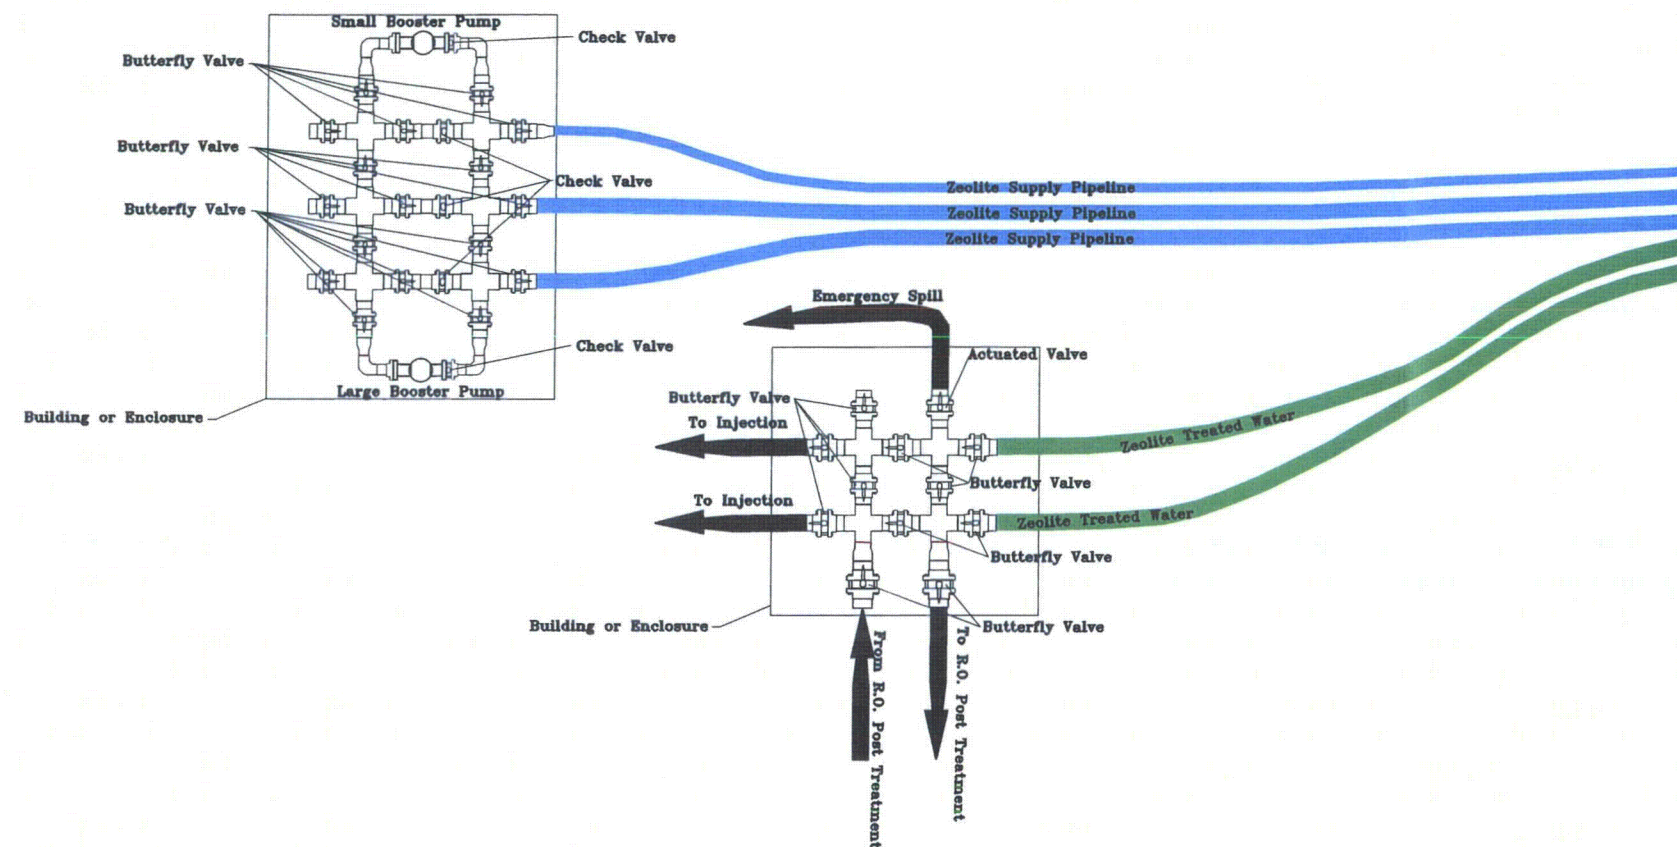 Small Booster Pump
Check Valve
Butterfly Valve
Butterfly Valve
Check Valve
Butterfly Valve
Zeolite Supply Pipeline
Zeolite Supply Pipeline
Zeolite Supply Pipeline
Emergency Spill
Check Valve
Actuated Valve
Large Booster Pump
Butterfly Valve
Building or Enclosure
To Injection
Zeolite Treated Water
Butterfly Valve
To Injection
Zeolite Treated Water
Butterfly Valve
Building or Enclosure
Butterfly Valve
From R.O. Post Treatment
To R.O. Post Treatment